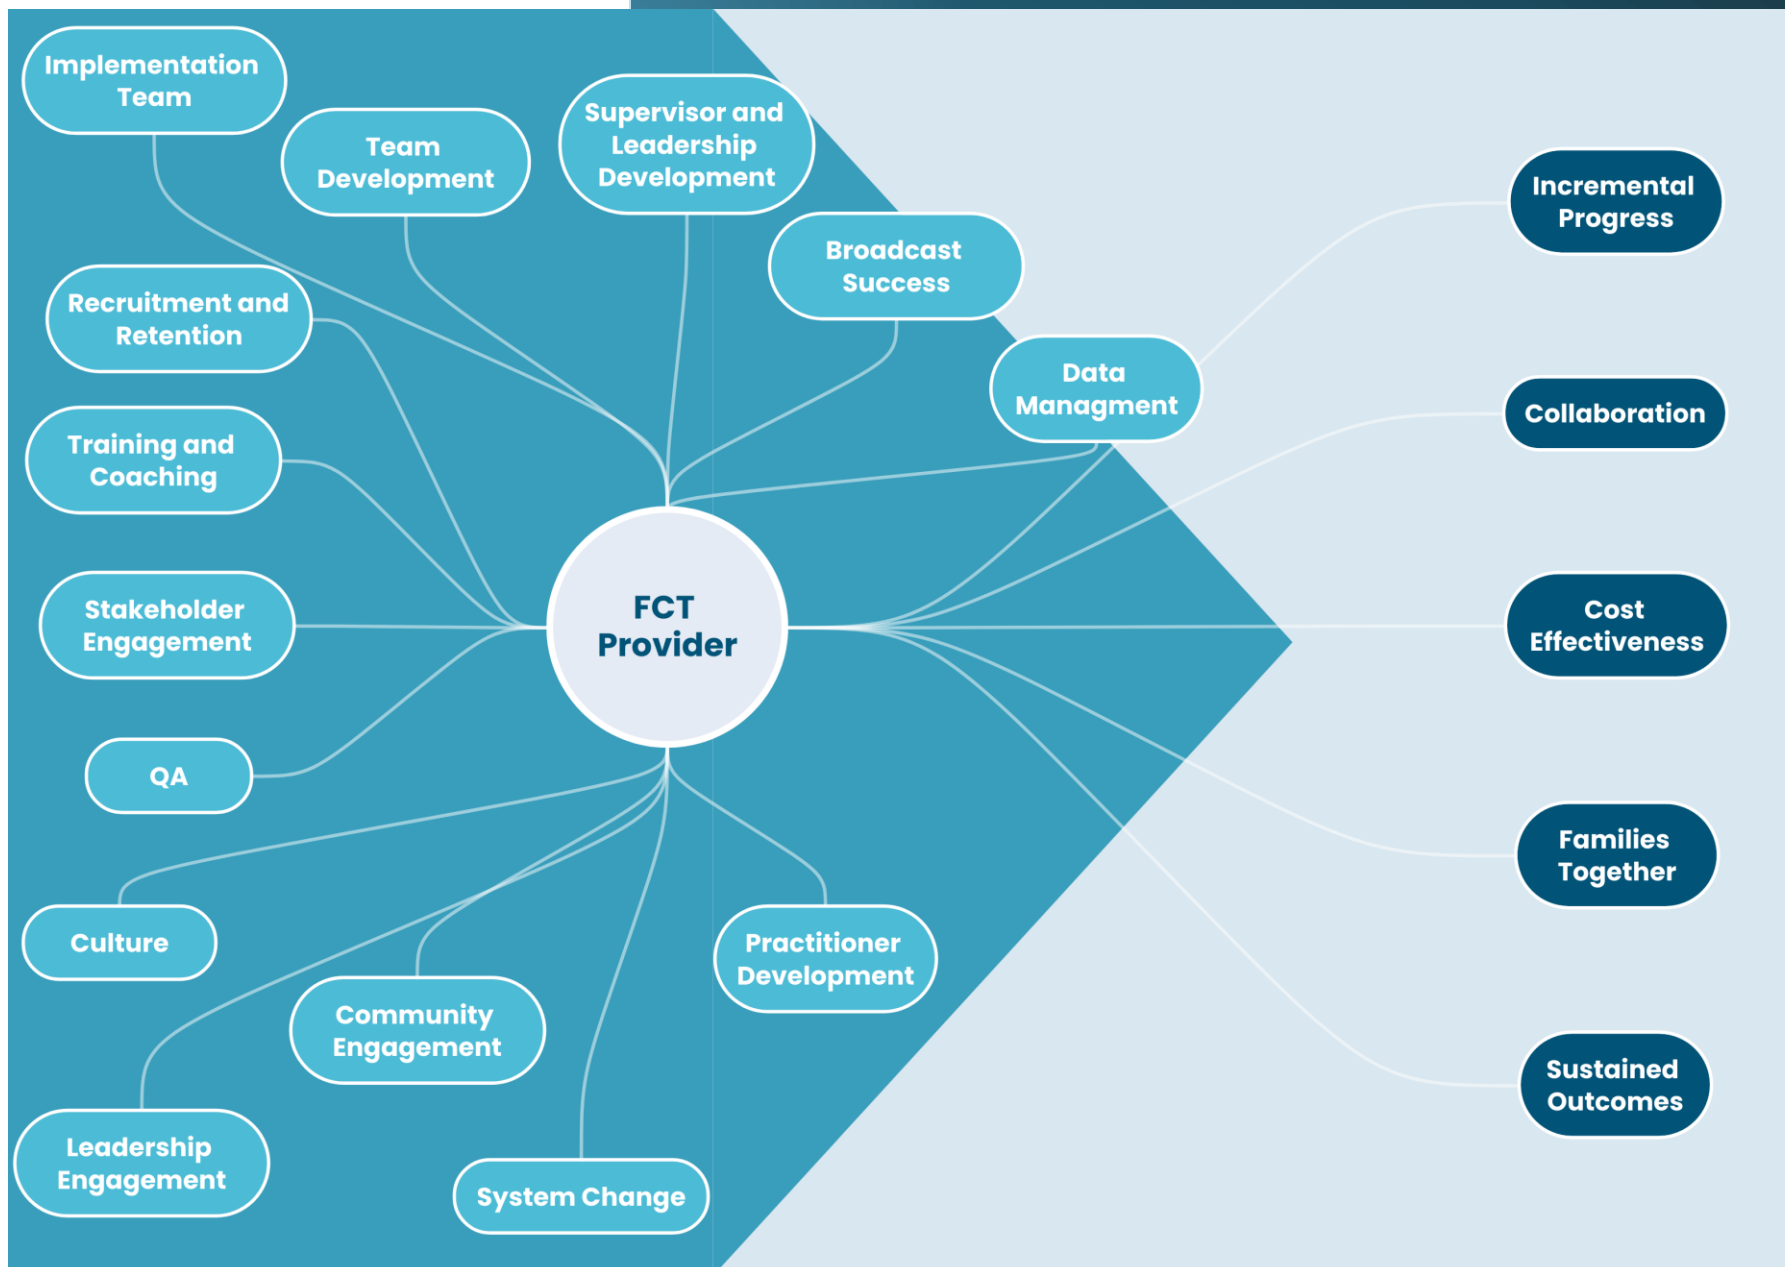 Implementation
Team
Team
Development
Supervisor and
Leadership
Development
Broadcast
Success
Data
Managment
Recruitment and
Retention
Training and
Coaching
Stakeholder
Engagement
QA
Culture
Leadership
Engagement
Community
Engagement
System Change
Practitioner
Development
FCT
Provider
Incremental
Progress
Collaboration
Cost
Effectiveness
Families
Together
Sustained
Outcomes